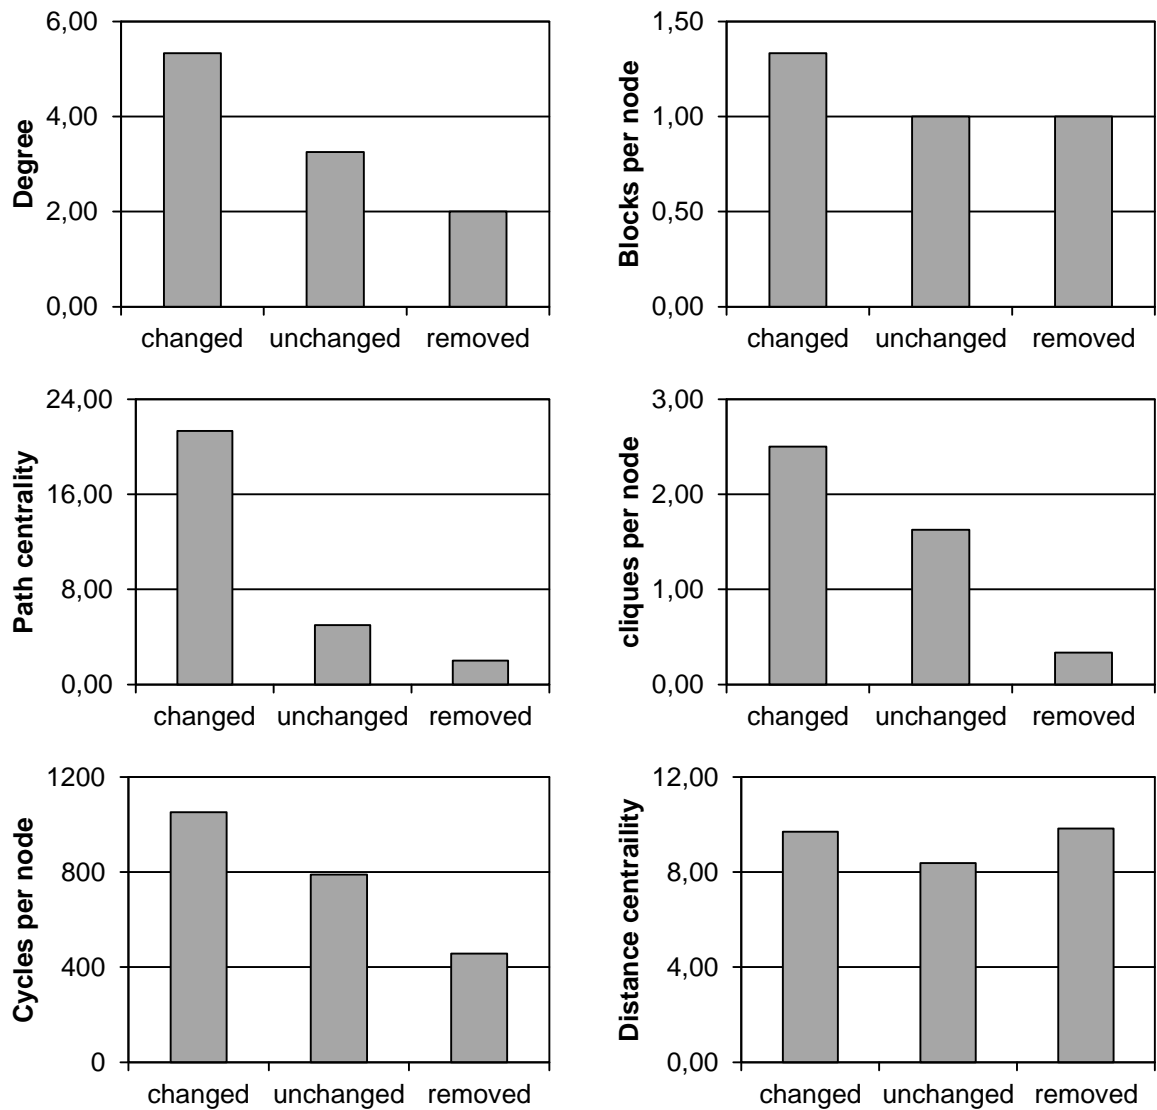 Degree
6,00
4,00
2,00
0,00
changed unchanged removed
Blocks per node
1,50
1,00
0,50
0,00
changed unchanged removed
Path centrality
24,00
16,00
8,00
0,00
changed unchanged removed
cliques per node
3,00
2,00
1,00
0,00
changed unchanged removed
Cycles per node
1200
800
400
0
changed unchanged removed
Distance centraility
12,00
8,00
4,00
0,00
changed unchanged removed